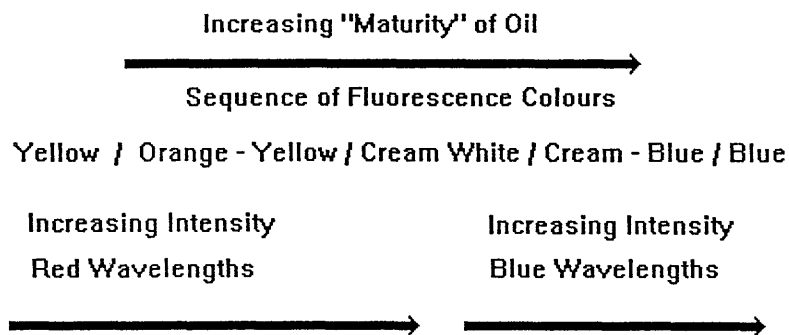 Increasing "Maturity" of Oil
Sequence of Fluorescence Colours
Yellow / Orange - Yellow / Cream White / Cream - Blue / Blue
Increasing Intensity
Red Wavelengths
Increasing Intensity
Blue Wavelengths